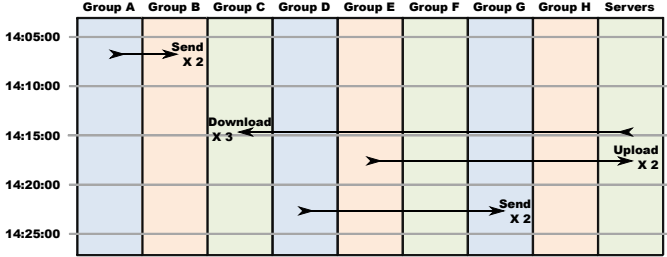 Group A Group B Group C Group D Group E Group F Group G Group H Servers
14:05:00
Send
X 2
14:10:00
Download
14:15:00
X 3
Upload
X 2
14:20:00
Send
X 2
14:25:00